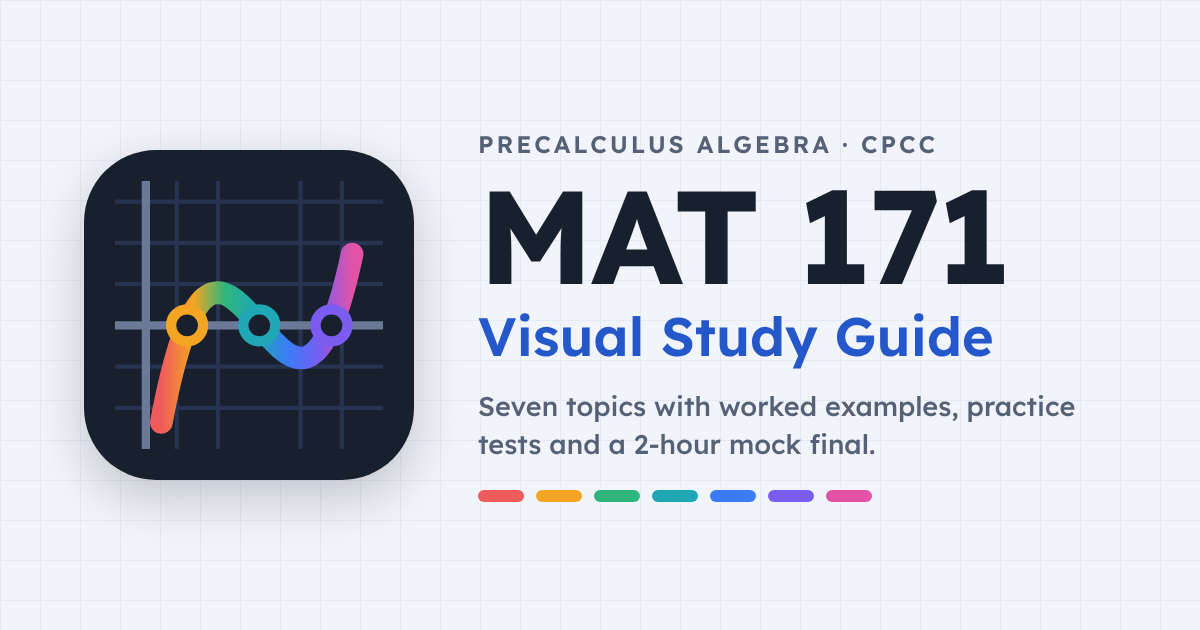 PRECALCULUS ALGEBRA · CPCC
MAT 171
Visual Study Guide
Seven topics with worked examples, practice
tests and a 2-hour mock final.